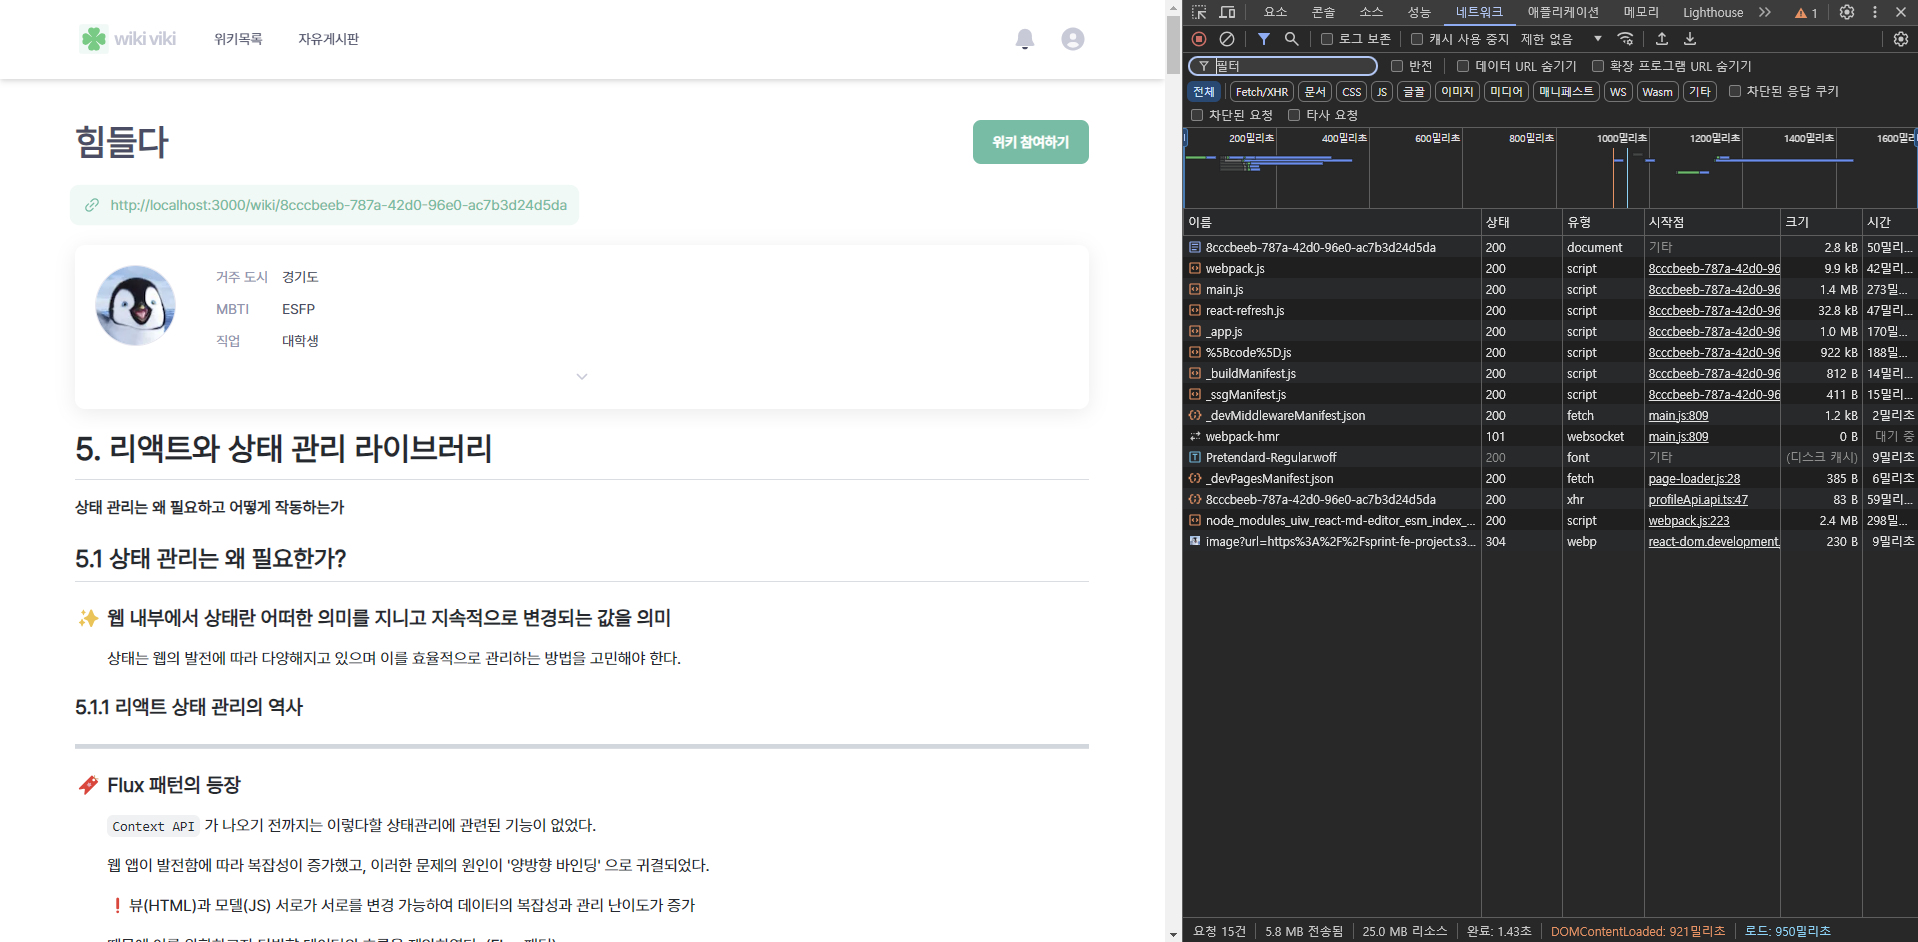 wiki viki
위키목록
자유게시판
힘들다
위키 참여하기
http://localhost:3000/wiki/8cccbeeb-787a-42d0-96e0-ac7b3d24d5da
거주 도시 경기도
MBTI ESFP
직업 대학생
5. 리액트와 상태 관리 라이브러리
상태 관리는 왜 필요하고 어떻게 작동하는가
5.1 상태 관리는 왜 필요한가?
✨ 웹 내부에서 상태란 어떠한 의미를 지니고 지속적으로 변경되는 값을 의미
상태는 웹의 발전에 따라 다양해지고 있으며 이를 효율적으로 관리하는 방법을 고민해야 한다.
5.1.1 리액트 상태 관리의 역사
Flux 패턴의 등장
Context API 가 나오기 전까지는 이렇다할 상태관리에 관련된 기능이 없었다.
웹 앱이 발전함에 따라 복잡성이 증가했고, 이러한 문제의 원인이 '양방향 바인딩' 으로 귀결되었다.
❗ 뷰(HTML)과 모델(JS) 서로가 서로를 변경 가능하여 데이터의 복잡성과 관리 난이도가 증가
요소 콘솔 소스 성능 네트워크 애플리케이션 메모리 Lighthouse 1
로그 보존 캐시 사용 중지 제한 없음
필터 반전 데이터 URL 숨기기 확장 프로그램 URL 숨기기
전체 Fetch/XHR 문서 CSS JS 글꼴 이미지 미디어 매니페스트 WS Wasm 기타 차단된 응답 쿠키
차단된 요청 타사 요청
200밀리초 400밀리초 600밀리초 800밀리초 1000밀리초 1200밀리초 1400밀리초 1600밀리
이름 상태 유형 시작점 크기 시간
8cccbeeb-787a-42d0-96e0-ac7b3d24d5da 200 document 기타 2.8 kB 50밀리...
webpack.js 200 script 8cccbeeb-787a-42d0-96 9.9 kB 42밀리...
main.js 200 script 8cccbeeb-787a-42d0-96 1.4 MB 273밀...
react-refresh.js 200 script 8cccbeeb-787a-42d0-96 32.8 kB 47밀리...
_app.js 200 script 8cccbeeb-787a-42d0-96 1.0 MB 170밀...
%5Bcode%5D.js 200 script 8cccbeeb-787a-42d0-96 922 kB 188밀...
_buildManifest.js 200 script 8cccbeeb-787a-42d0-96 812 B 14밀리...
_ssgManifest.js 200 script 8cccbeeb-787a-42d0-96 411 B 15밀리...
_devMiddlewareManifest.json 200 fetch main.js:809 1.2 kB 2밀리초
webpack-hmr 101 websocket main.js:809 0 B 대기 중
Pretendard-Regular.woff 200 font 기타 (디스크 캐시) 9밀리초
_devPagesManifest.json 200 fetch page-loader.js:28 385 B 6밀리초
8cccbeeb-787a-42d0-96e0-ac7b3d24d5da 200 xhr profileApi.api.ts:47 83 B 59밀리...
node_modules_uiw_react-md-editor_esm_index_... 200 script webpack.js:223 2.4 MB 298밀...
image?url=https%3A%2F%2Fsprint-fe-project.s3... 304 webp react-dom.development. 230 B 9밀리초
요청 15건 5.8 MB 전송됨 25.0 MB 리소스 완료: 1.43초 DOMContentLoaded: 921밀리초 로드: 950밀리초